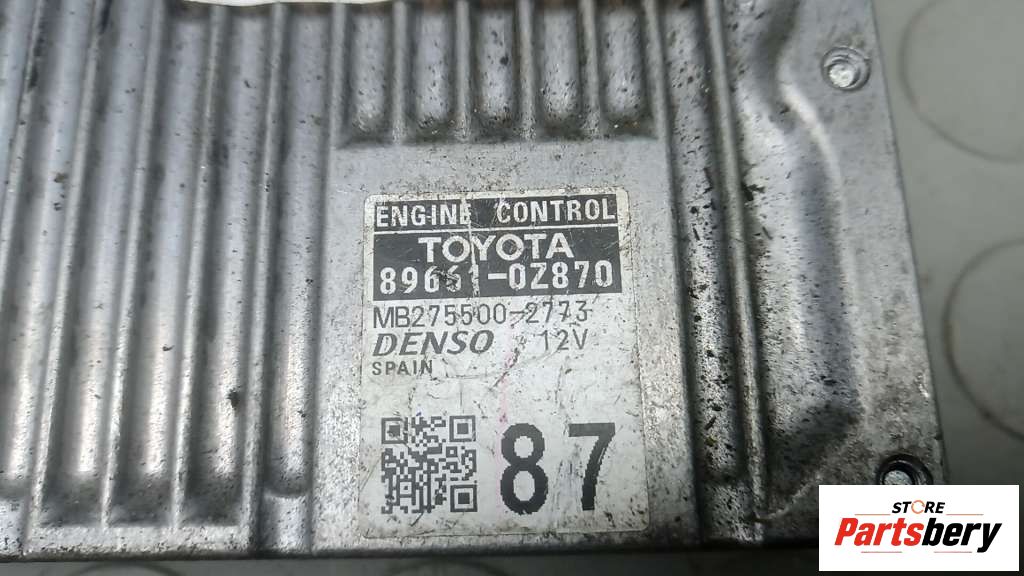 ENGINE CONTROL
TOYOTA
89661-0Z870
MB275500-2773
DENSO 12V
SPAIN
87
STORE
Partsbery